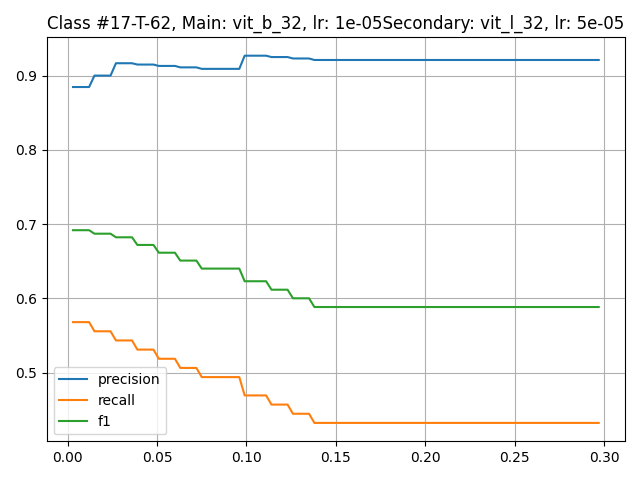 Class #17-T-62, Main: vit_b_32, lr: 1e-05Secondary: vit_l_32, lr: 5e-05
0.9
0.8
0.7
0.6
0.5
precision
recall
f1
0.00 0.05 0.10 0.15 0.20 0.25 0.30